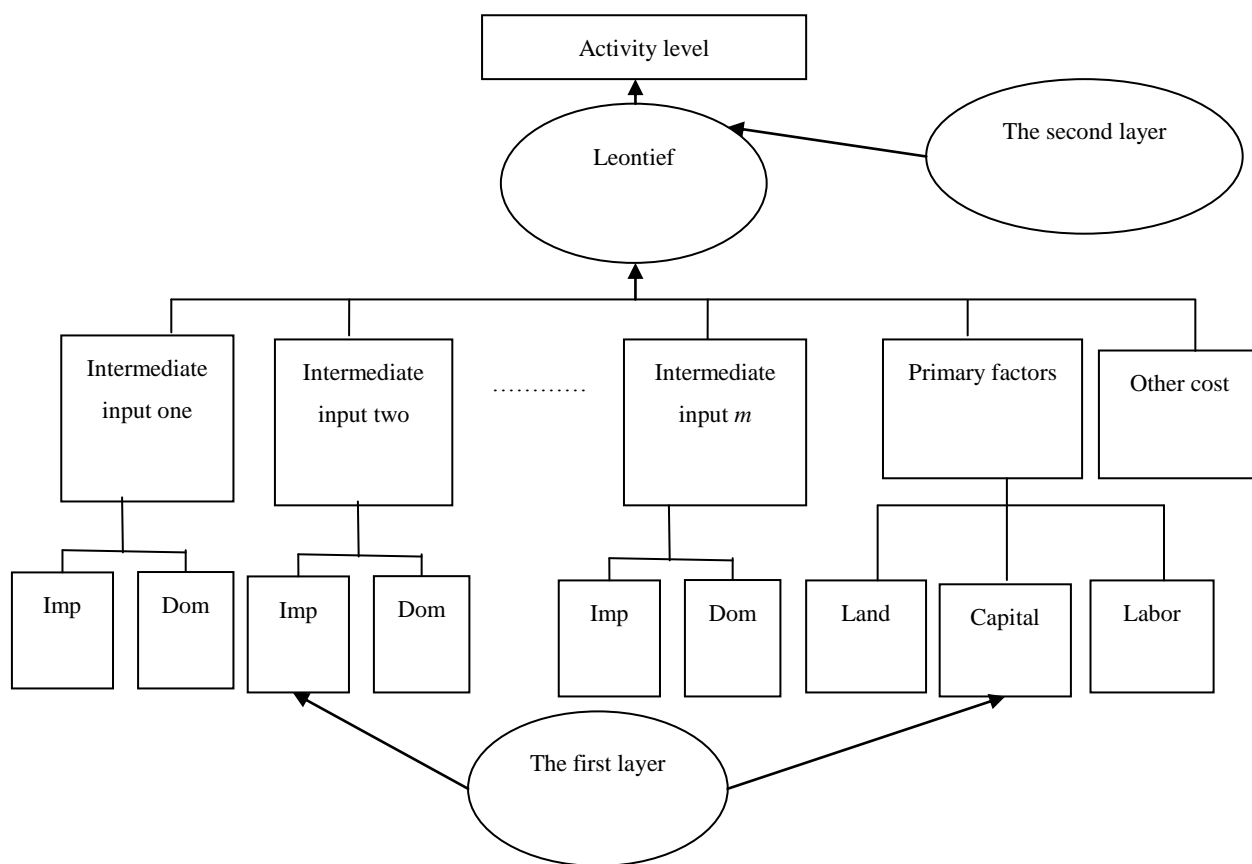 Activity level
The second layer
Leontief
Intermediate
input one
Intermediate
input two
............
Intermediate
input m
Primary factors
Other cost
Imp
Dom
Imp
Dom
Imp
Dom
Land
Capital
Labor
The first layer